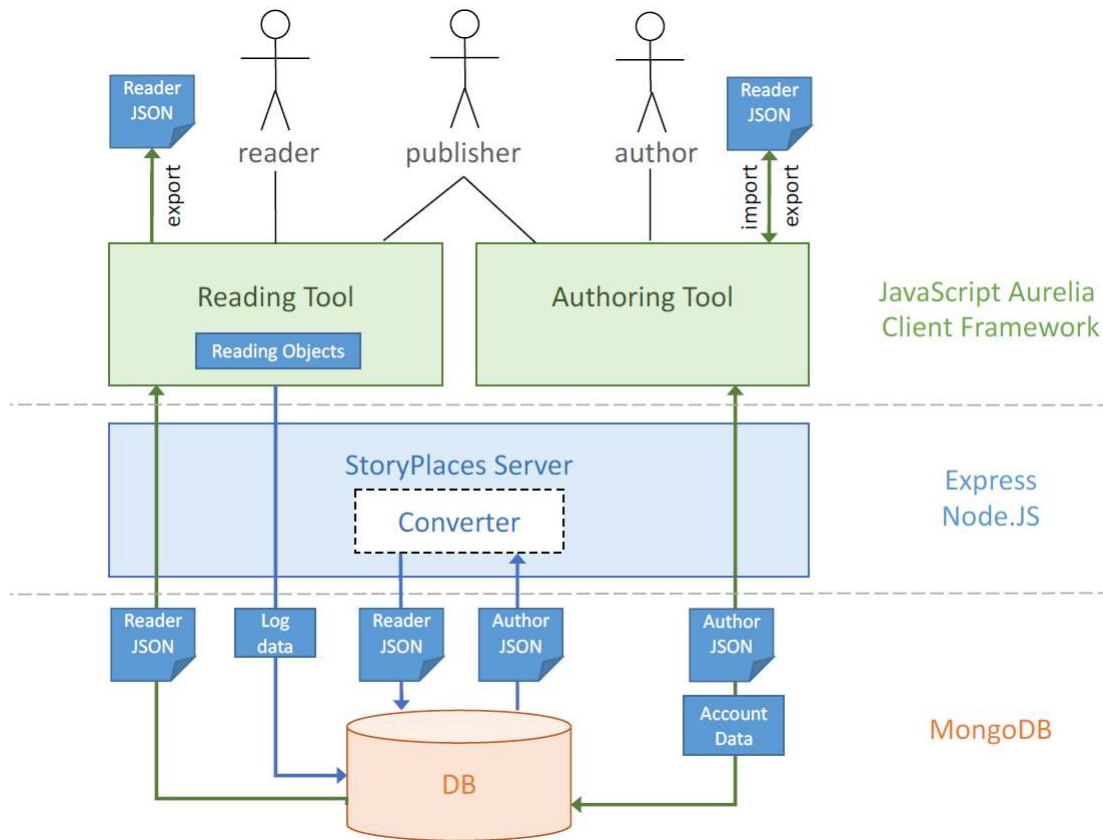 Reader
JSON
reader
publisher
author
Reader
JSON
export
import
export
Reading Tool
Reading Objects
Authoring Tool
JavaScript Aurelia
Client Framework
StoryPlaces Server
Converter
Express
Node.JS
Reader
JSON
Log
data
Reader
JSON
Author
JSON
Author
JSON
Account
Data
DB
MongoDB